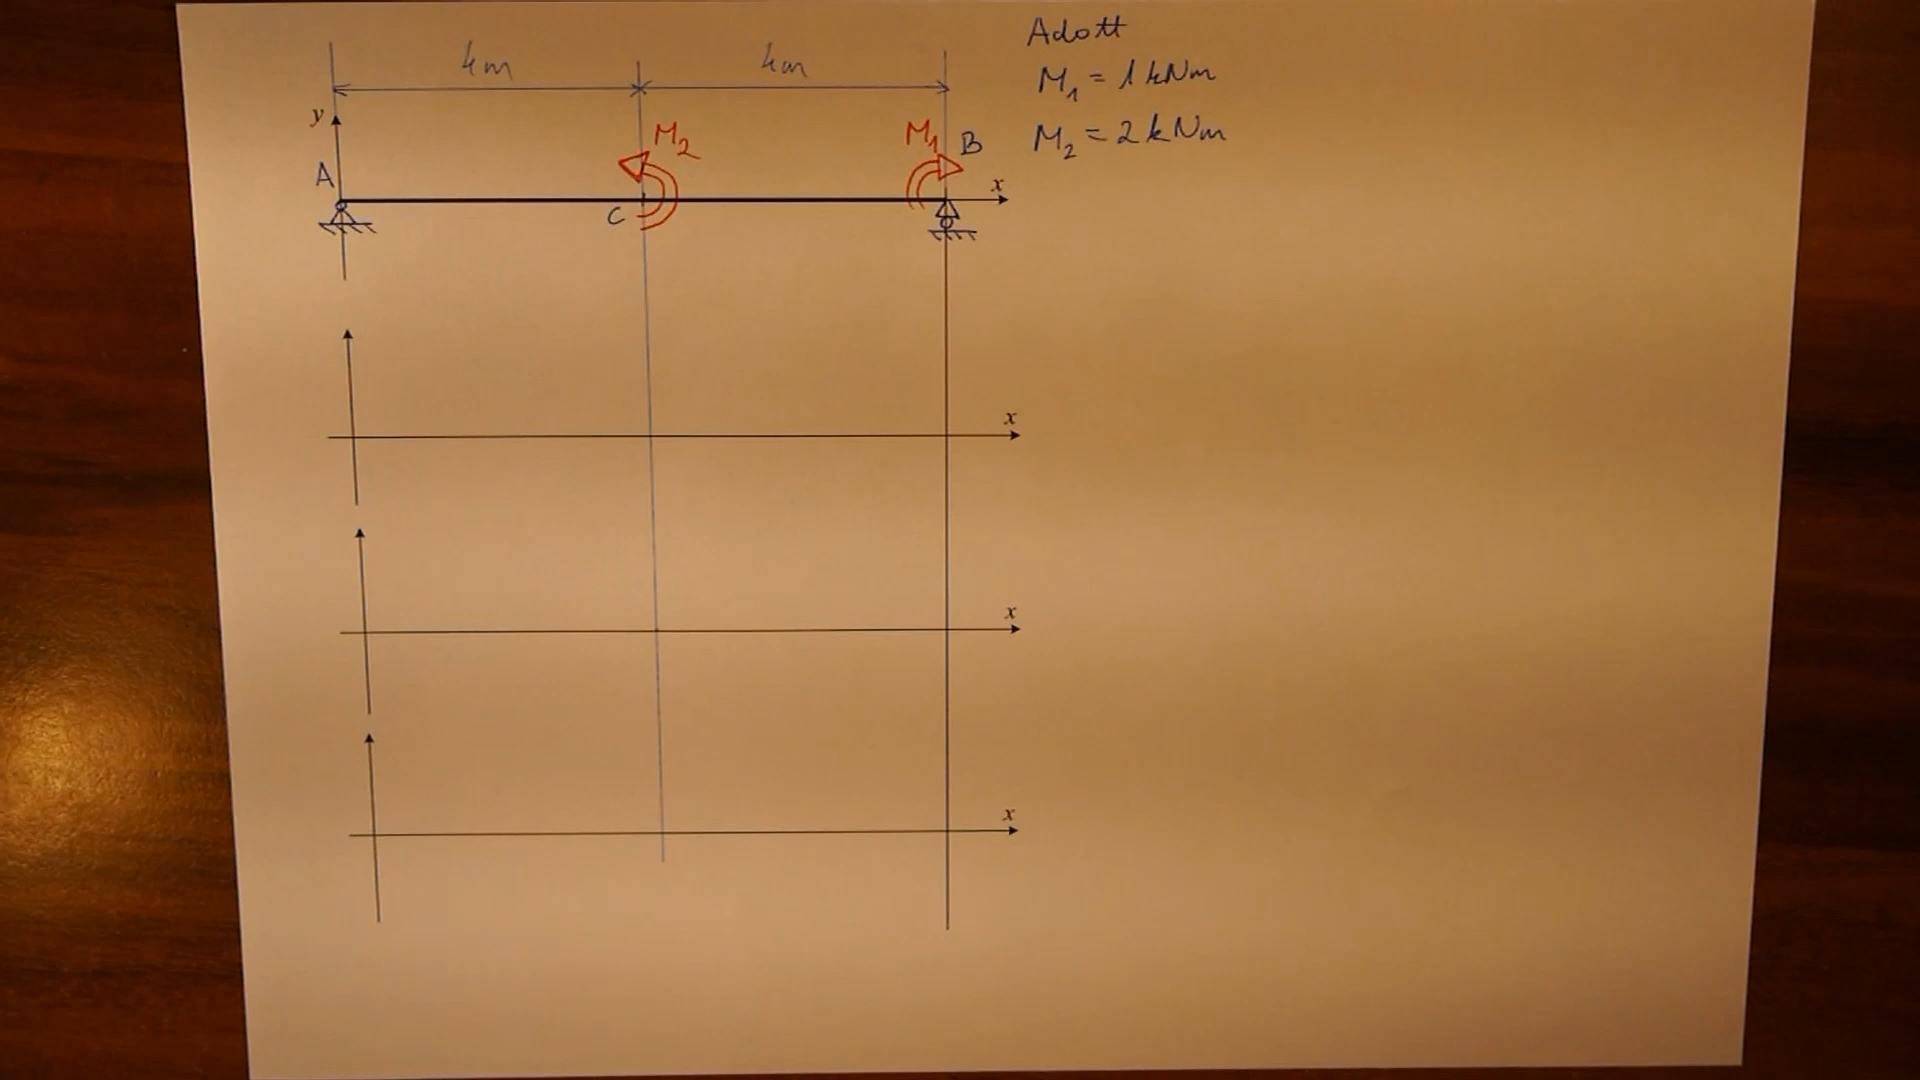 Adott
4m 4m
M₁ = 1 kNm
y
M₂ M₁ B
M₂ = 2 kNm
A
x
C
x
x
x